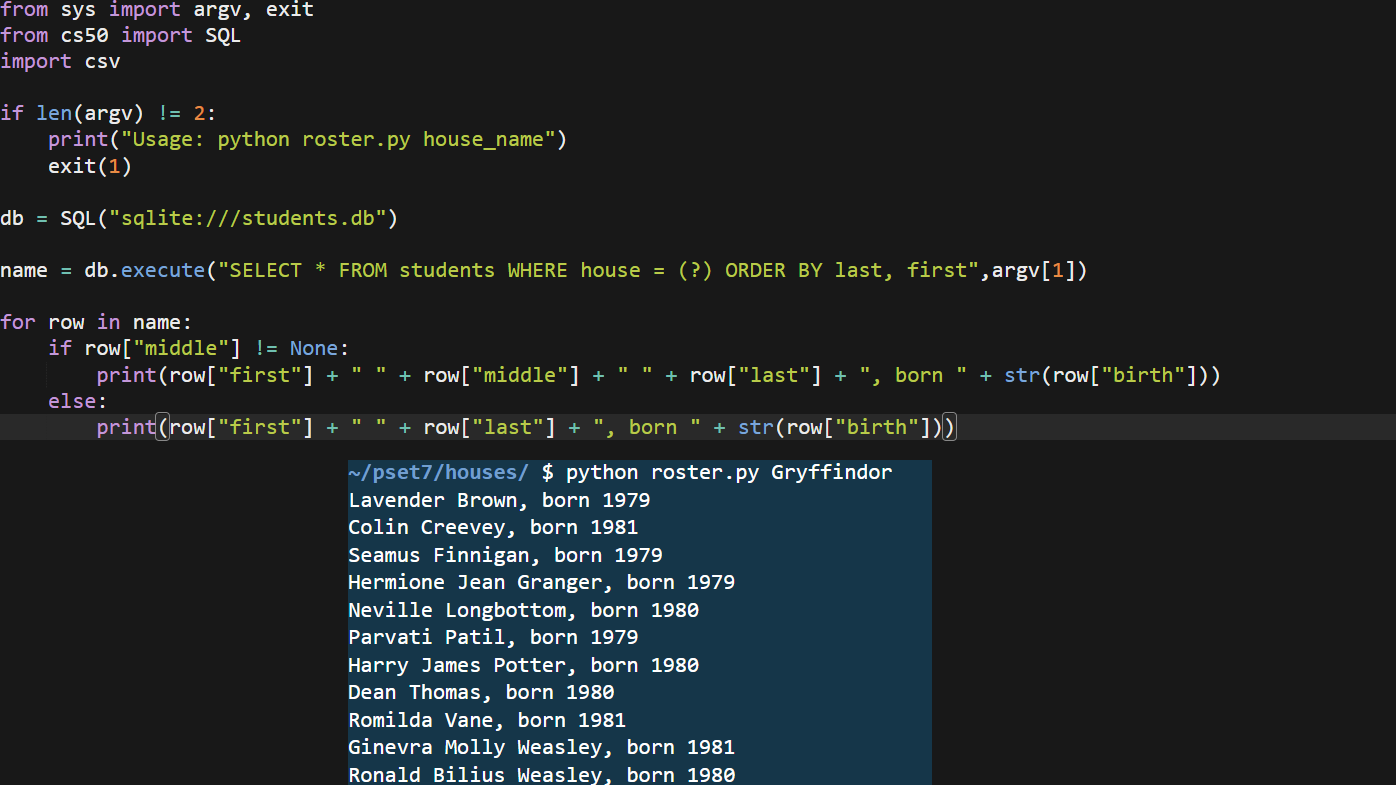 from sys import argv, exit
from cs50 import SQL
import csv
if len(argv) != 2:
    print("Usage: python roster.py house_name")
    exit(1)
db = SQL("sqlite:///students.db")
name = db.execute("SELECT * FROM students WHERE house = (?) ORDER BY last, first",argv[1])
for row in name:
    if row["middle"] != None:
        print(row["first"] + " " + row["middle"] + " " + row["last"] + ", born " + str(row["birth"]))
    else:
        print(row["first"] + " " + row["last"] + ", born " + str(row["birth"]))
~/pset7/houses/ $ python roster.py Gryffindor
Lavender Brown, born 1979
Colin Creevey, born 1981
Seamus Finnigan, born 1979
Hermione Jean Granger, born 1979
Neville Longbottom, born 1980
Parvati Patil, born 1979
Harry James Potter, born 1980
Dean Thomas, born 1980
Romilda Vane, born 1981
Ginevra Molly Weasley, born 1981
Ronald Bilius Weasley, born 1980